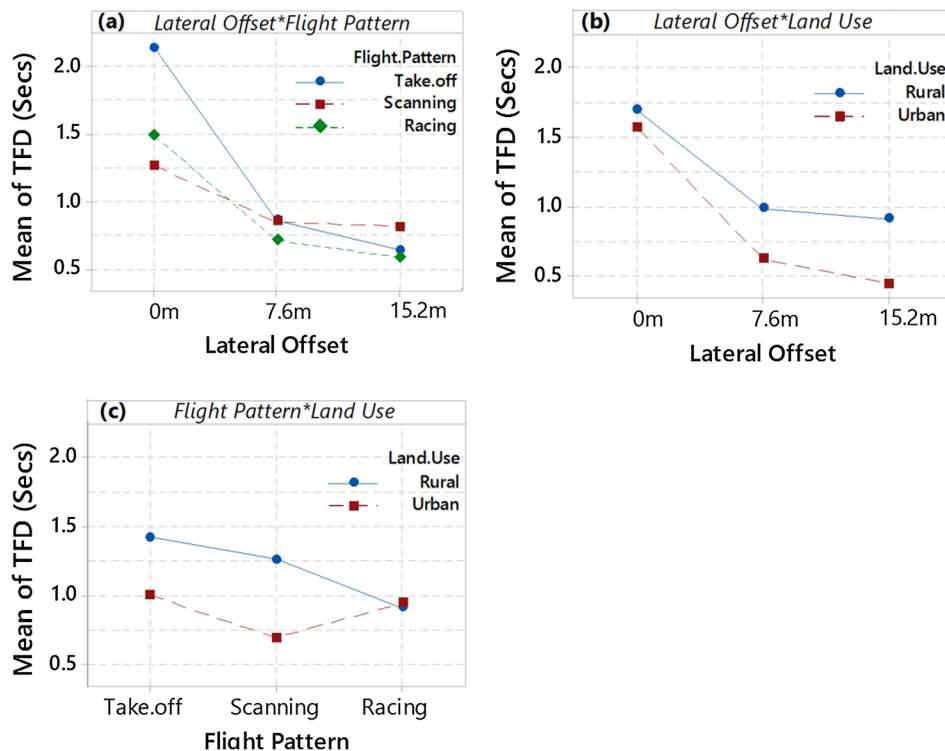 (a) Lateral Offset*Flight Pattern
Flight.Pattern
Take.off
Scanning
Racing
Mean of TFD (Secs)
2.0
1.5
1.0
0.5
0m 7.6m 15.2m
Lateral Offset
(b) Lateral Offset*Land Use
Land.Use
Rural
Urban
Mean of TFD (Secs)
2.0
1.5
1.0
0.5
0m 7.6m 15.2m
Lateral Offset
(c) Flight Pattern*Land Use
Land.Use
Rural
Urban
Mean of TFD (Secs)
2.0
1.5
1.0
0.5
Take.off Scanning Racing
Flight Pattern